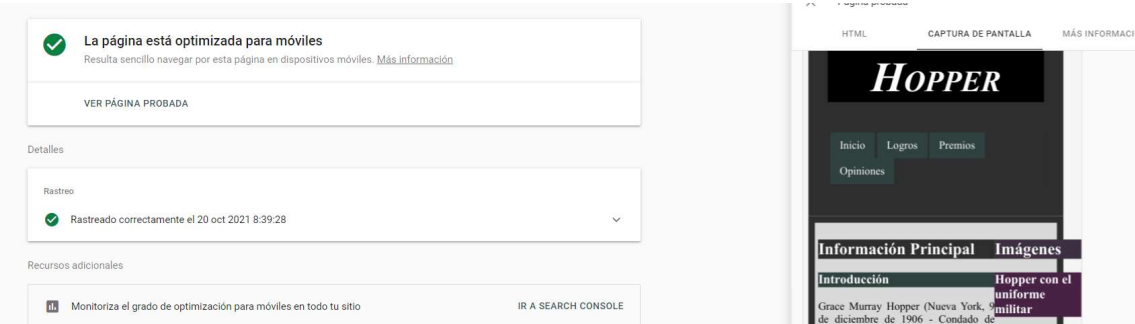 La página está optimizada para móviles
Resulta sencillo navegar por esta página en dispositivos móviles. Más información
VER PÁGINA PROBADA
Detalles
Rastreo
Rastreado correctamente el 20 oct 2021 8:39:28
Recursos adicionales
Monitoriza el grado de optimización para móviles en todo tu sitio
IR A SEARCH CONSOLE
Página probada
HTML
CAPTURA DE PANTALLA
MÁS INFORMACI
HOPPER
Inicio
Logros
Premios
Opiniones
Información Principal
Introducción
Grace Murray Hopper (Nueva York, 9
de diciembre de 1906 - Condado de
Imágenes
Hopper con el
uniforme
militar